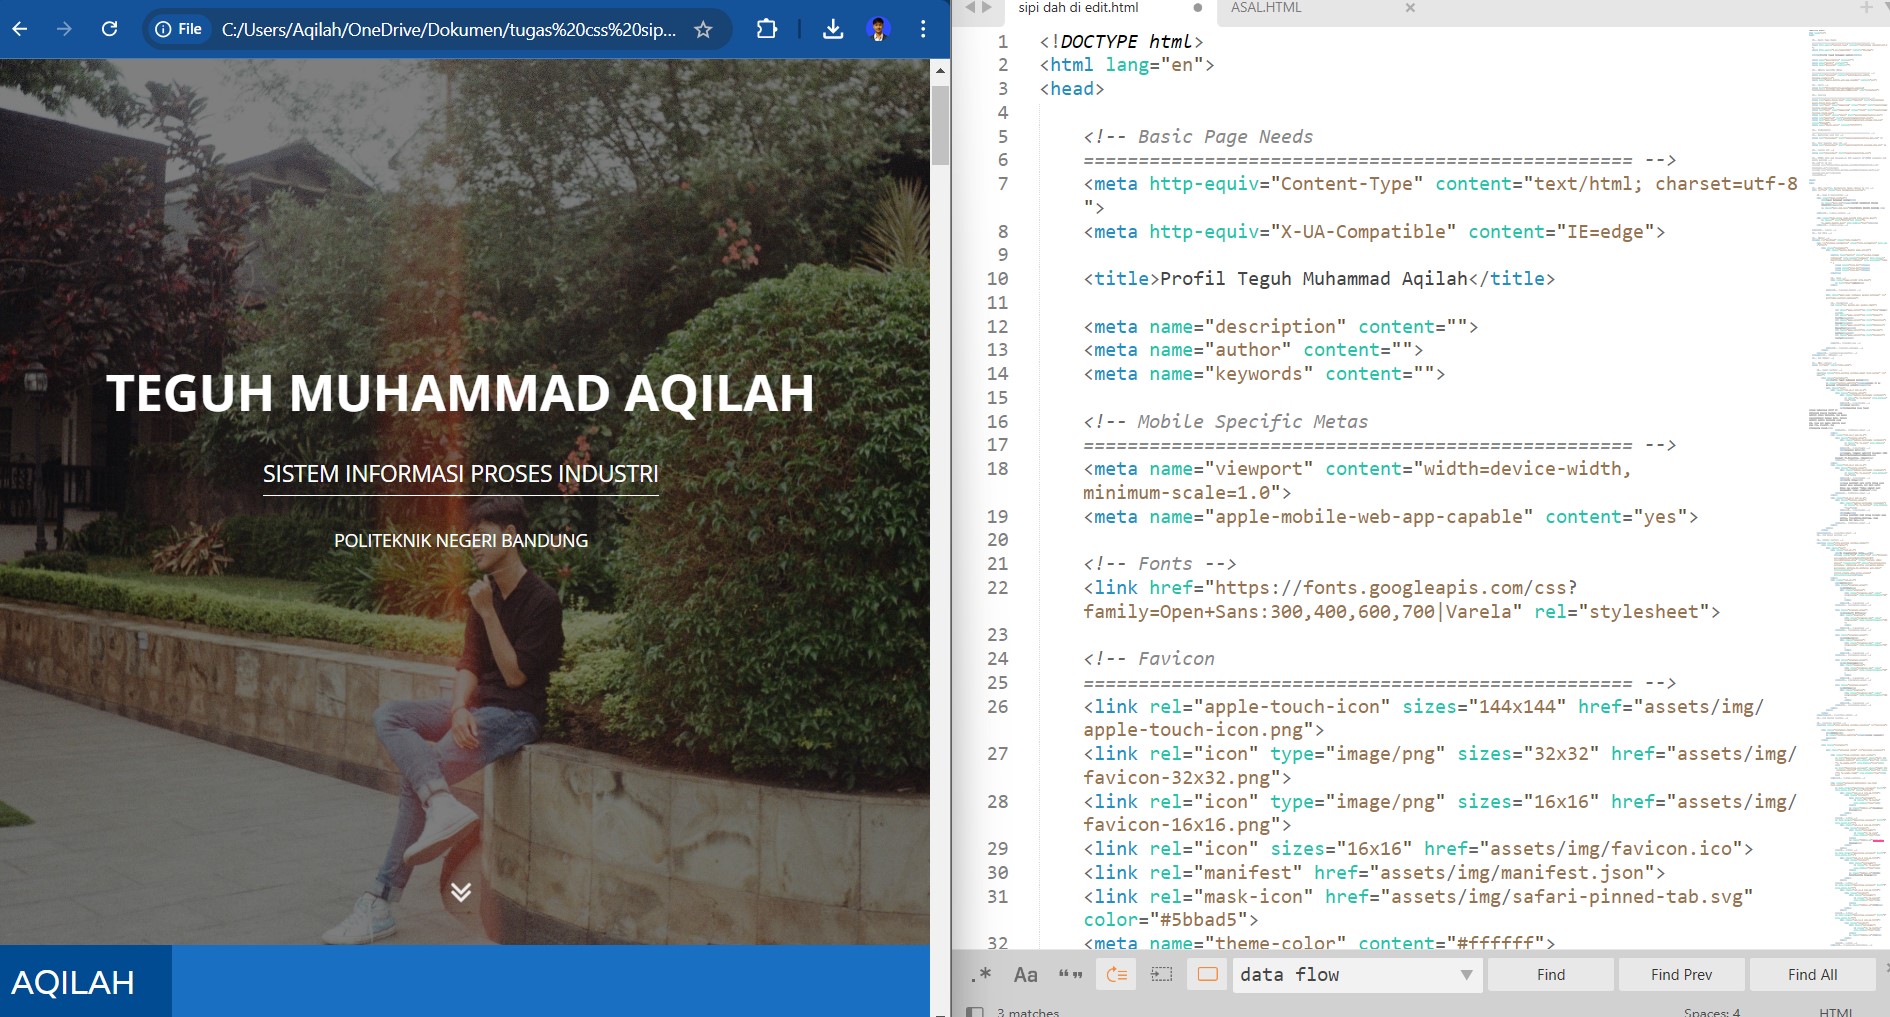 File C:/Users/Aqilah/OneDrive/Dokumen/tugas%20css%20sip...
TEGUH MUHAMMAD AQILAH
SISTEM INFORMASI PROSES INDUSTRI
POLITEKNIK NEGERI BANDUNG
AQILAH
sipi dah di edit.html
ASAL.HTML
1 <!DOCTYPE html>
2 <html lang="en">
3 <head>
4
5 <!-- Basic Page Needs
6 ================================================== -->
7 <meta http-equiv="Content-Type" content="text/html; charset=utf-8
">
8 <meta http-equiv="X-UA-Compatible" content="IE=edge">
9
10 <title>Profil Teguh Muhammad Aqilah</title>
11
12 <meta name="description" content="">
13 <meta name="author" content="">
14 <meta name="keywords" content="">
15
16 <!-- Mobile Specific Metas
17 ================================================== -->
18 <meta name="viewport" content="width=device-width,
minimum-scale=1.0">
19 <meta name="apple-mobile-web-app-capable" content="yes">
20
21 <!-- Fonts -->
22 <link href="https://fonts.googleapis.com/css?
family=Open+Sans:300,400,600,700|Varela" rel="stylesheet">
23
24 <!-- Favicon
25 ================================================== -->
26 <link rel="apple-touch-icon" sizes="144x144" href="assets/img/
apple-touch-icon.png">
27 <link rel="icon" type="image/png" sizes="32x32" href="assets/img/
favicon-32x32.png">
28 <link rel="icon" type="image/png" sizes="16x16" href="assets/img/
favicon-16x16.png">
29 <link rel="icon" sizes="16x16" href="assets/img/favicon.ico">
30 <link rel="manifest" href="assets/img/manifest.json">
31 <link rel="mask-icon" href="assets/img/safari-pinned-tab.svg"
color="#5bbad5">
32 <meta name="theme-color" content="#ffffff">
.* Aa “” data flow Find Find Prev Find All
3 matches Spaces: 4 HTML